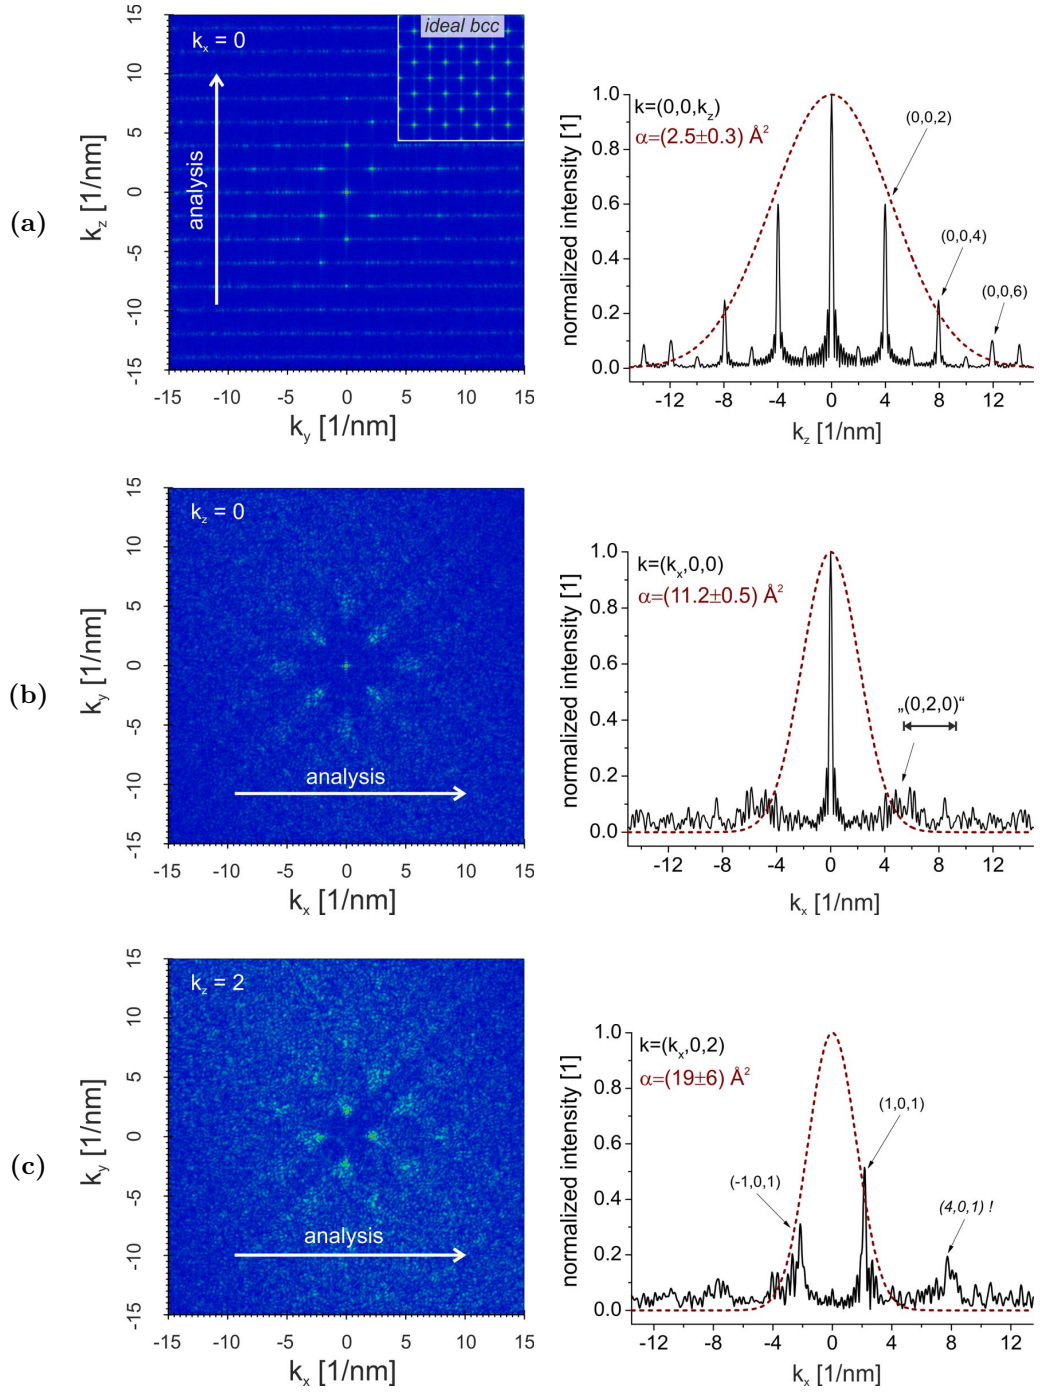 (a)
15
10
5
0
-5
-10
-15
k_z [1/nm]
k_x = 0
ideal bcc
analysis
-15 -10 -5 0 5 10 15
k_y [1/nm]
1.0
0.8
0.6
0.4
0.2
0.0
normalized intensity [1]
k=(0,0,k_z)
α=(2.5±0.3) Å²
(0,0,2)
(0,0,4)
(0,0,6)
-12 -8 -4 0 4 8 12
k_z [1/nm]
(b)
15
10
5
0
-5
-10
-15
k_y [1/nm]
k_z = 0
analysis
-15 -10 -5 0 5 10 15
k_x [1/nm]
1.0
0.8
0.6
0.4
0.2
0.0
normalized intensity [1]
k=(k_x,0,0)
α=(11.2±0.5) Å²
„(0,2,0)“
-12 -8 -4 0 4 8 12
k_x [1/nm]
(c)
15
10
5
0
-5
-10
-15
k_y [1/nm]
k_z = 2
analysis
-15 -10 -5 0 5 10 15
k_x [1/nm]
1.0
0.8
0.6
0.4
0.2
0.0
normalized intensity [1]
k=(k_x,0,2)
α=(19±6) Å²
(1,0,1)
(-1,0,1)
(4,0,1) !
-12 -8 -4 0 4 8 12
k_x [1/nm]